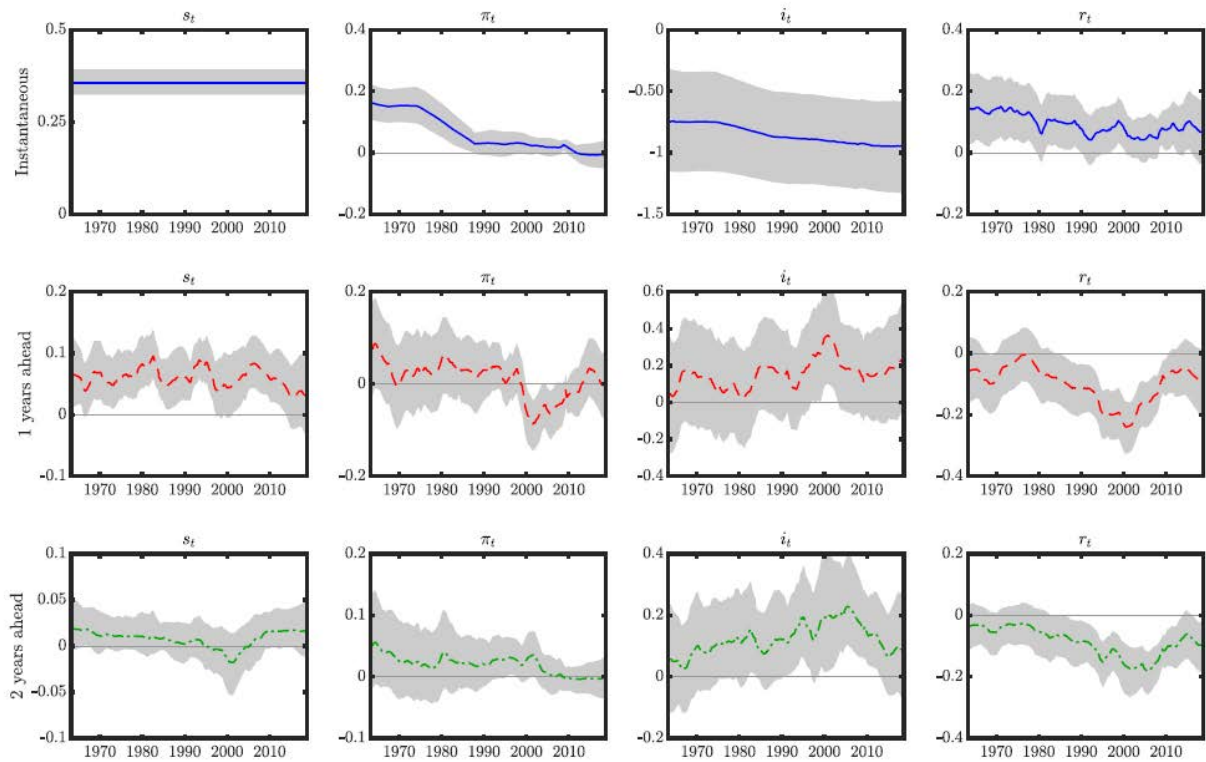 s_t π_t i_t r_t
Instantaneous
0.5 0.4 0 0.4
0.25 0.2 -0.50 0.2
0 0 -1 0
-0.2 -1.5 -0.2
1970 1980 1990 2000 2010 1970 1980 1990 2000 2010 1970 1980 1990 2000 2010 1970 1980 1990 2000 2010
s_t π_t i_t r_t
1 years ahead
0.2 0.2 0.6 0.2
0.1 0 0.4 0
0 -0.2 0.2 -0.2
-0.1 0 -0.4
-0.2
-0.4
1970 1980 1990 2000 2010 1970 1980 1990 2000 2010 1970 1980 1990 2000 2010 1970 1980 1990 2000 2010
s_t π_t i_t r_t
2 years ahead
0.1 0.2 0.4 0.2
0.05 0.1 0.2 0
0 0 0 -0.2
-0.05 -0.1 -0.2 -0.4
-0.1
1970 1980 1990 2000 2010 1970 1980 1990 2000 2010 1970 1980 1990 2000 2010 1970 1980 1990 2000 2010